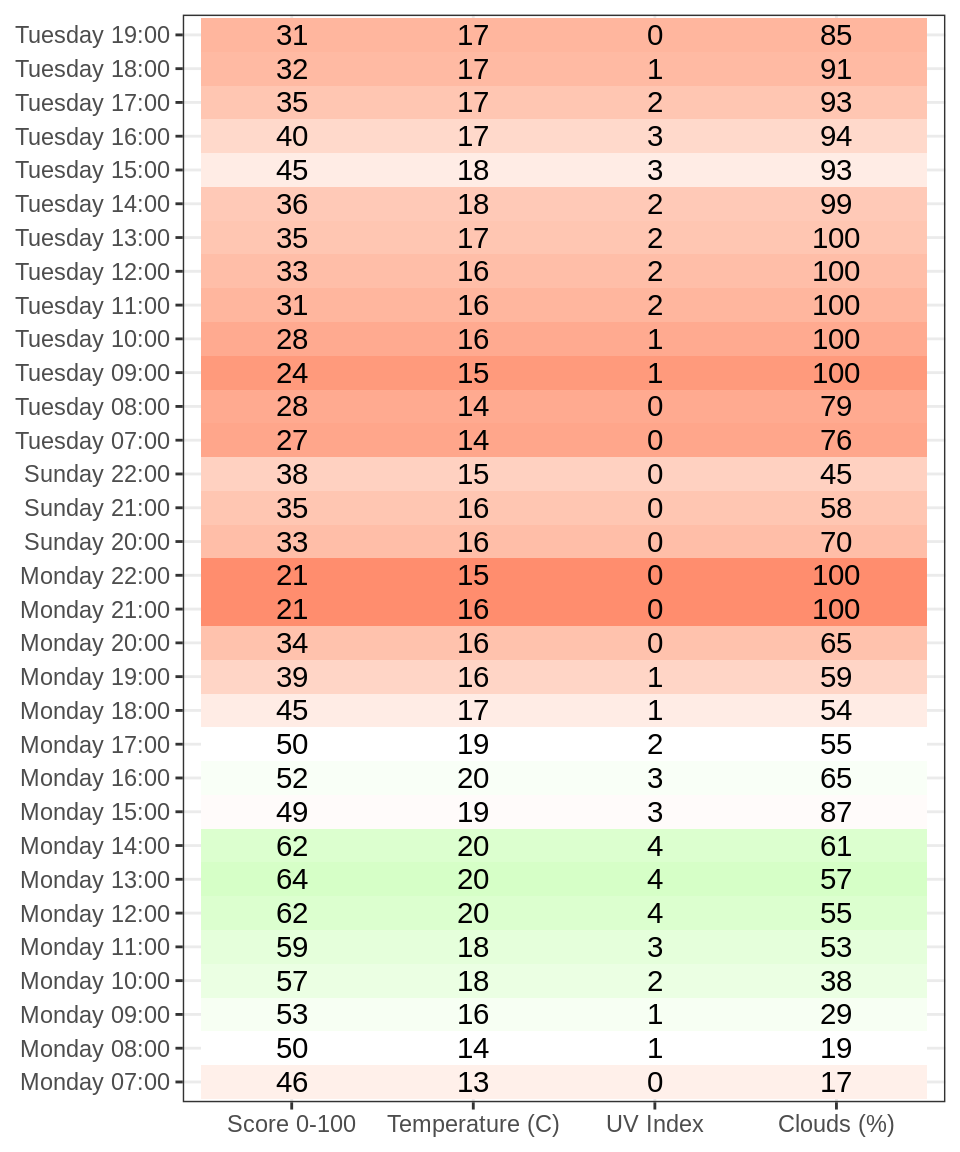 Tuesday 19:00 31 17 0 85
Tuesday 18:00 32 17 1 91
Tuesday 17:00 35 17 2 93
Tuesday 16:00 40 17 3 94
Tuesday 15:00 45 18 3 93
Tuesday 14:00 36 18 2 99
Tuesday 13:00 35 17 2 100
Tuesday 12:00 33 16 2 100
Tuesday 11:00 31 16 2 100
Tuesday 10:00 28 16 1 100
Tuesday 09:00 24 15 1 100
Tuesday 08:00 28 14 0 79
Tuesday 07:00 27 14 0 76
Sunday 22:00 38 15 0 45
Sunday 21:00 35 16 0 58
Sunday 20:00 33 16 0 70
Monday 22:00 21 15 0 100
Monday 21:00 21 16 0 100
Monday 20:00 34 16 0 65
Monday 19:00 39 16 1 59
Monday 18:00 45 17 1 54
Monday 17:00 50 19 2 55
Monday 16:00 52 20 3 65
Monday 15:00 49 19 3 87
Monday 14:00 62 20 4 61
Monday 13:00 64 20 4 57
Monday 12:00 62 20 4 55
Monday 11:00 59 18 3 53
Monday 10:00 57 18 2 38
Monday 09:00 53 16 1 29
Monday 08:00 50 14 1 19
Monday 07:00 46 13 0 17
Score 0-100 Temperature (C) UV Index Clouds (%)